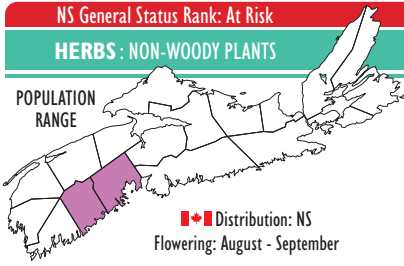 NS General Status Rank: At Risk
HERBS : NON-WOODY PLANTS
POPULATION
RANGE
Distribution: NS
Flowering: August - September